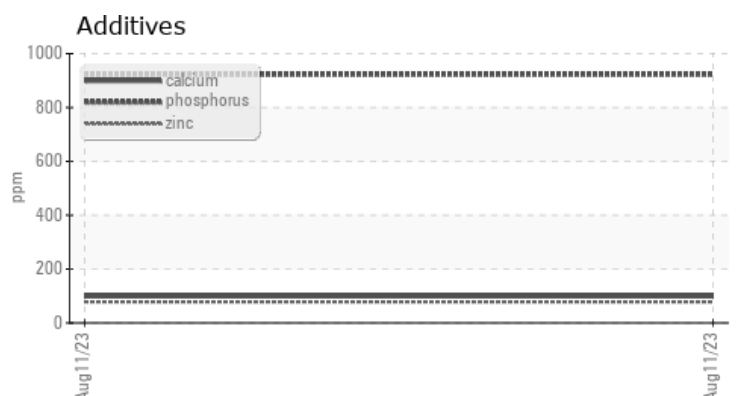 Additives
1000
800
600
400
200
0
ppm
calcium
phosphorus
zinc
Aug11/23
Aug11/23